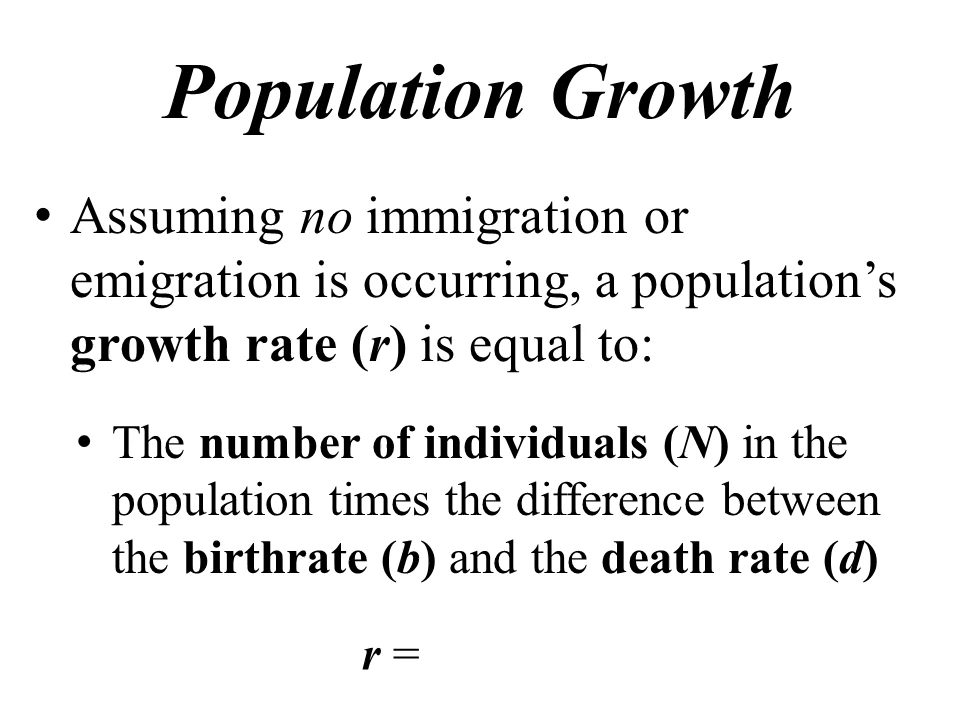 Population Growth
• Assuming no immigration or
emigration is occurring, a population’s
growth rate (r) is equal to:
• The number of individuals (N) in the
population times the difference between
the birthrate (b) and the death rate (d)
r =